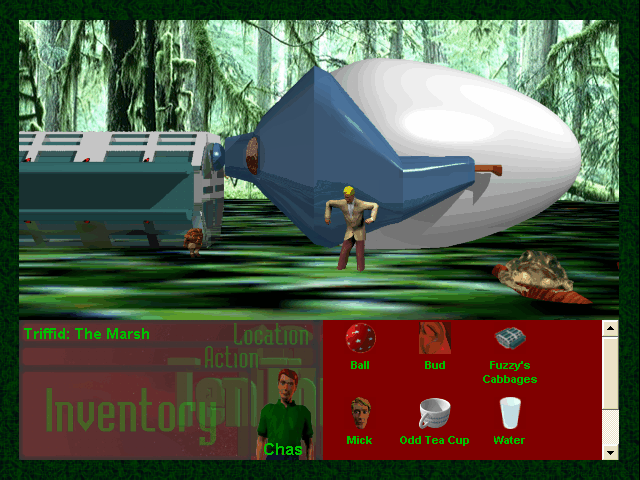 Triffid: The Marsh
Location
Action
Inventory
Chas
Ball
Bud
Fuzzy's
Cabbages
Mick
Odd Tea Cup
Water